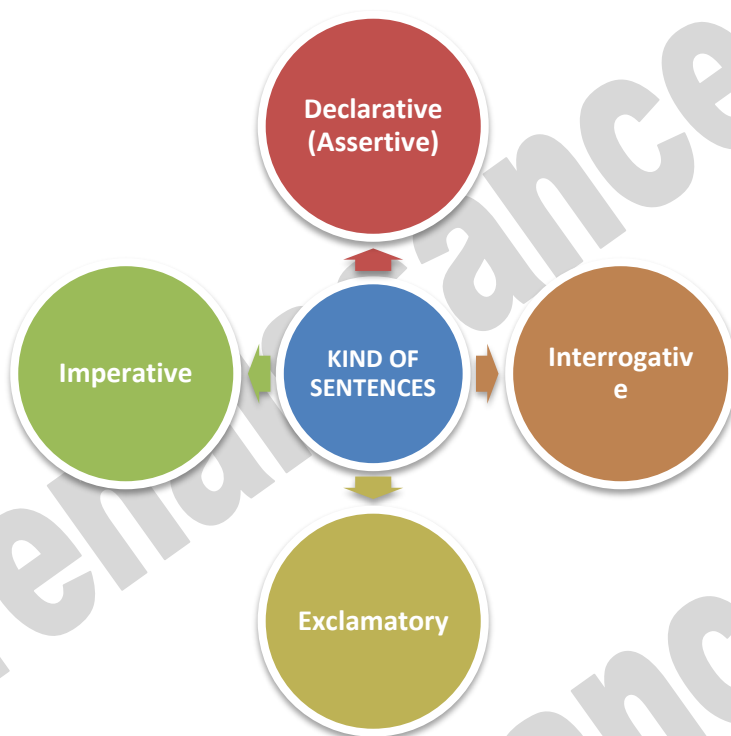 Declarative
(Assertive)
Imperative
KIND OF
SENTENCES
Interrogativ
e
Exclamatory